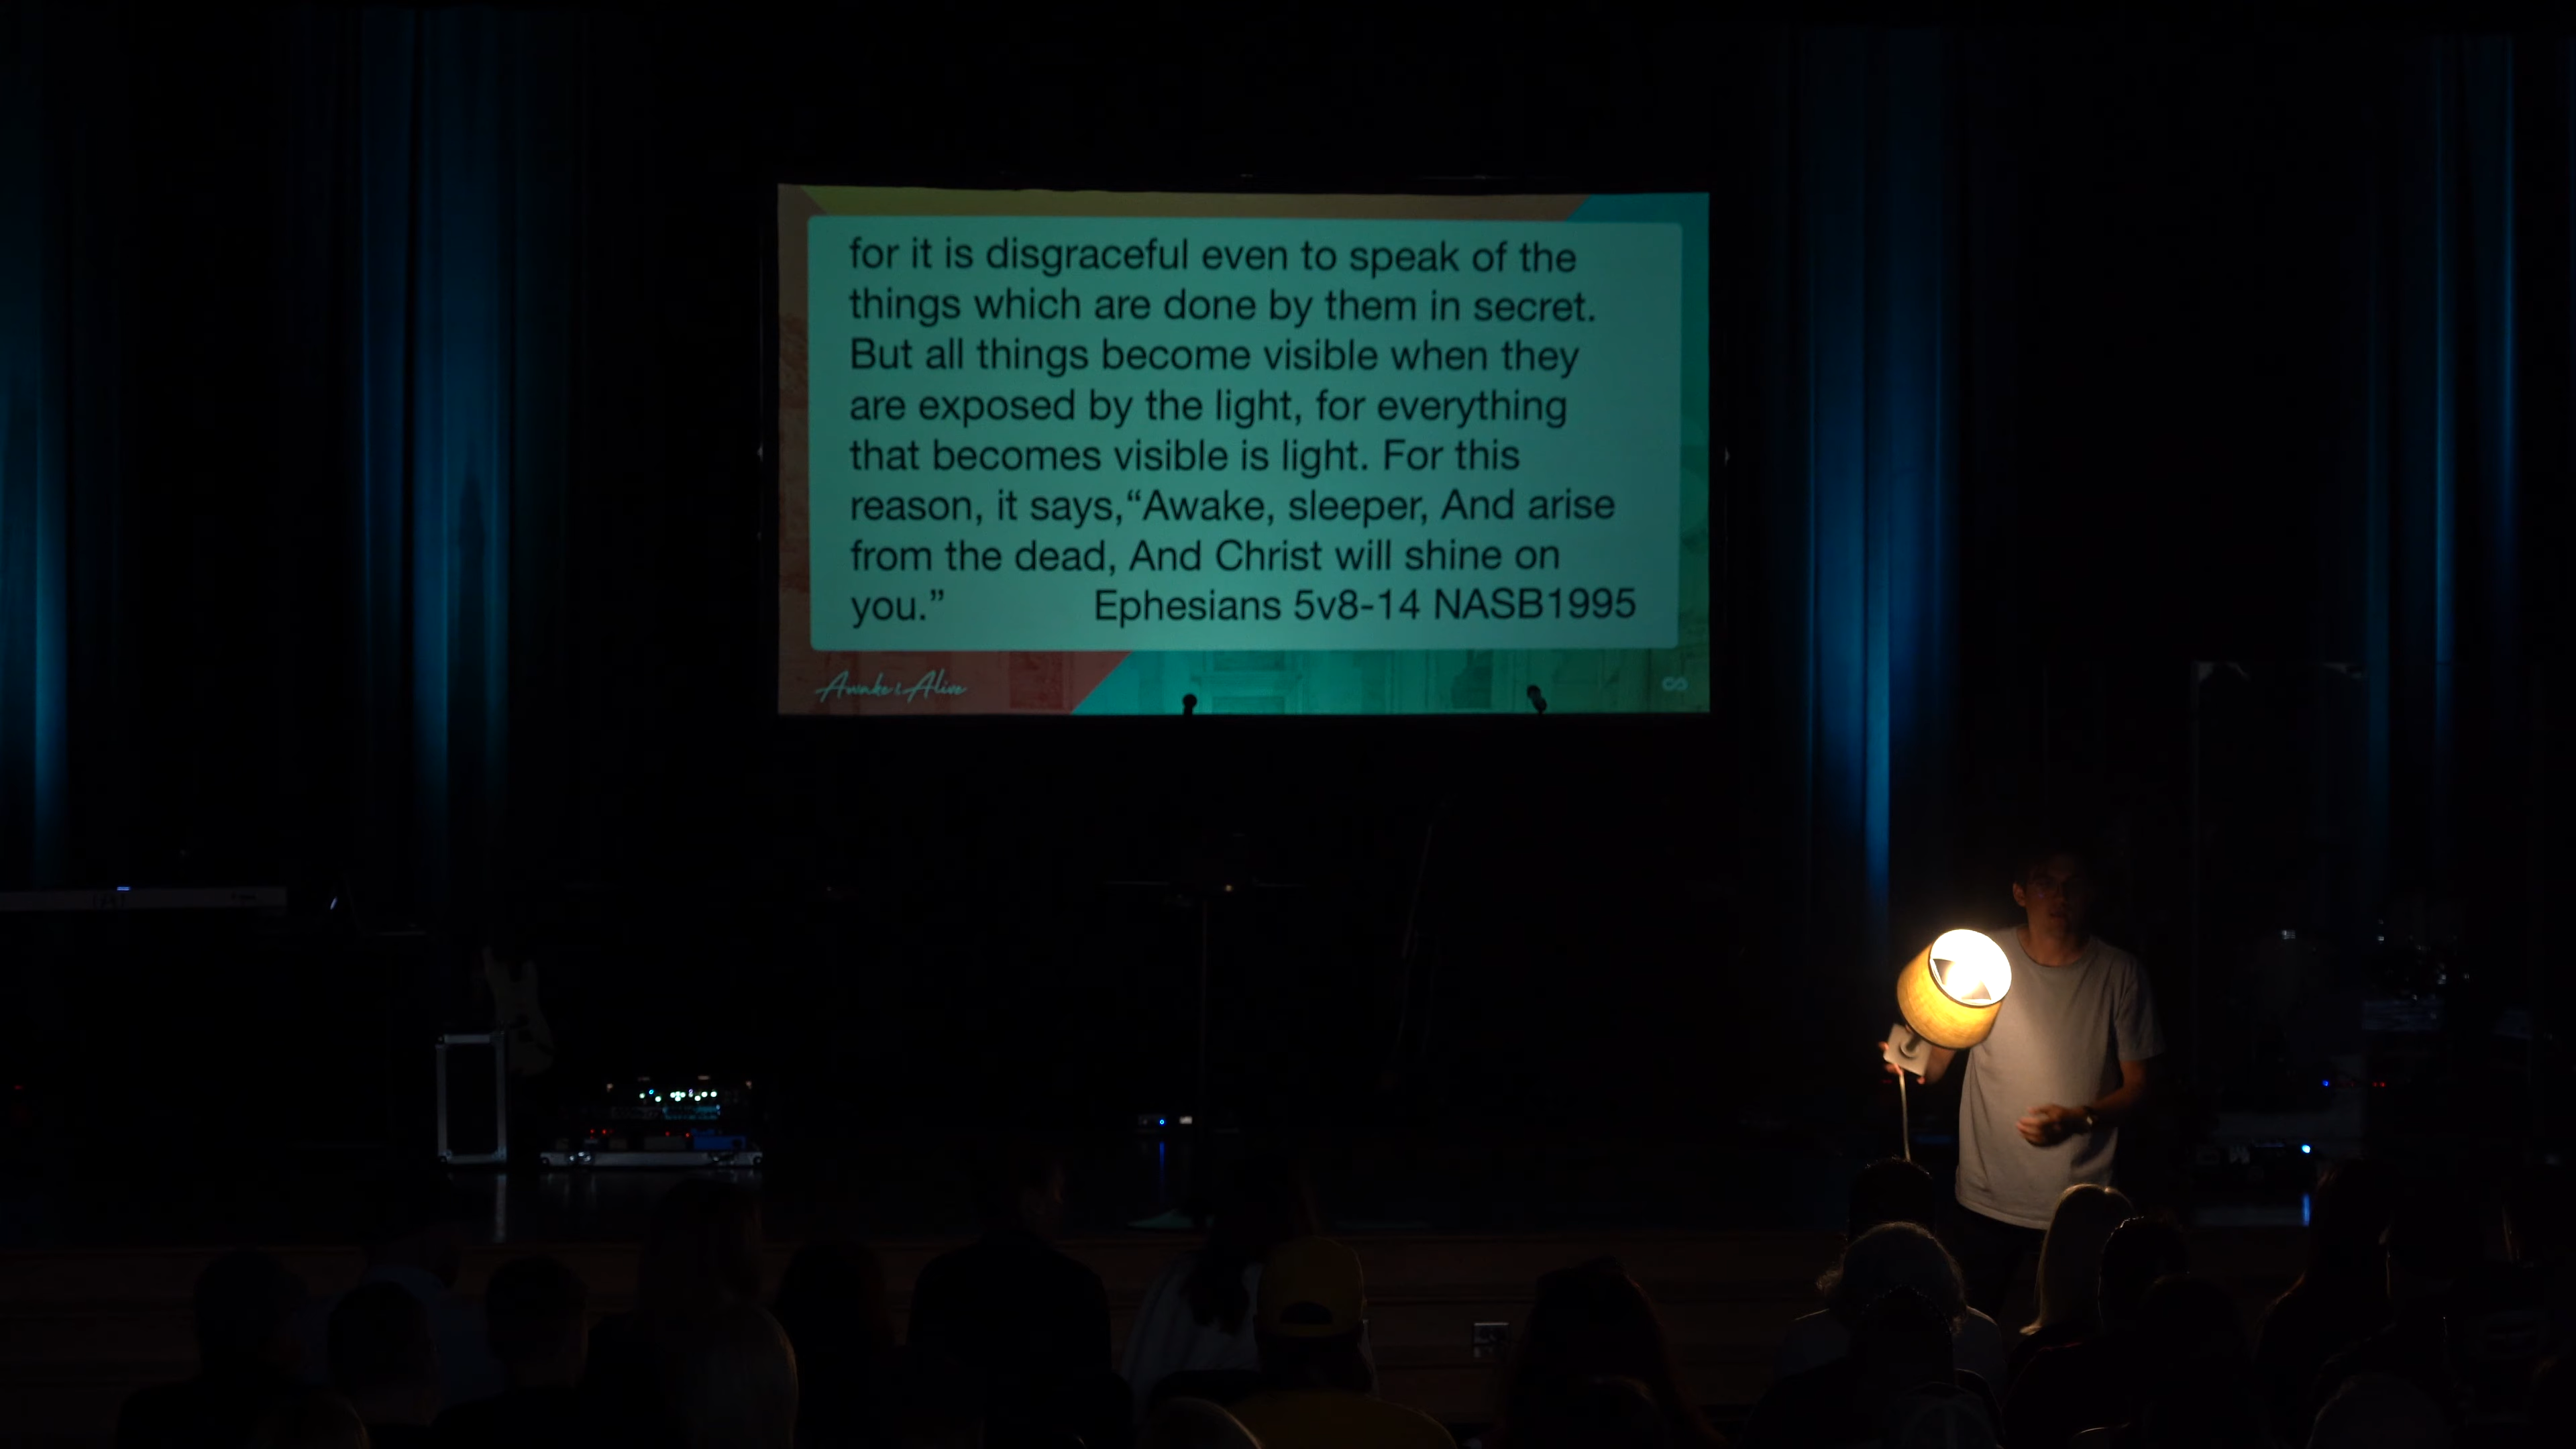 for it is disgraceful even to speak of the
things which are done by them in secret.
But all things become visible when they
are exposed by the light, for everything
that becomes visible is light. For this
reason, it says,“Awake, sleeper, And arise
from the dead, And Christ will shine on
you.” Ephesians 5v8-14 NASB1995
Awake & Alive